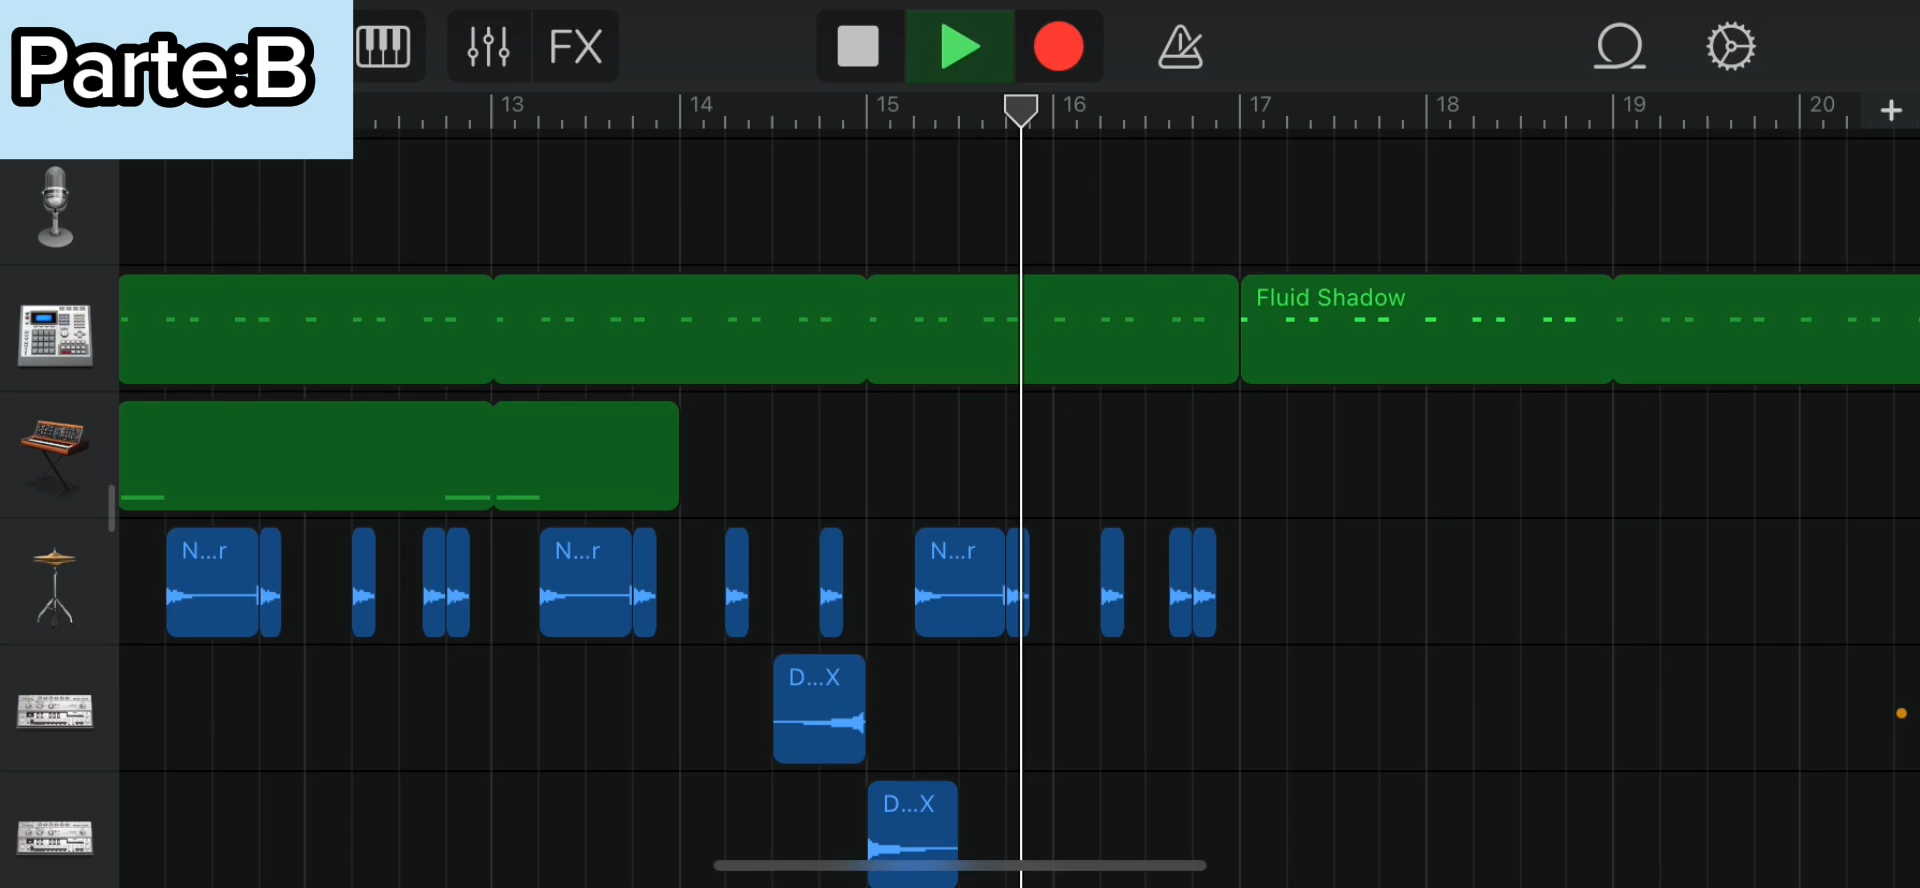 Parte:B
FX
13 14 15 16 17 18 19 20
Fluid Shadow
N...r N...r N...r
D...X
D...X